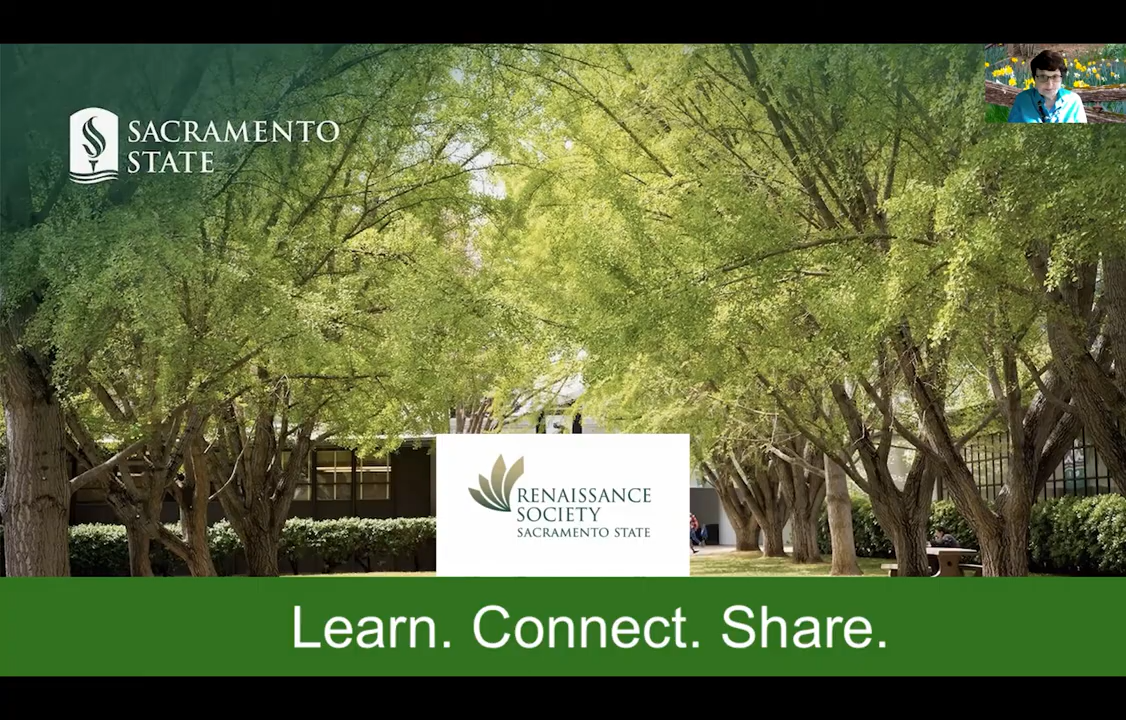 SACRAMENTO
STATE
RENAISSANCE
SOCIETY
SACRAMENTO STATE
Learn. Connect. Share.